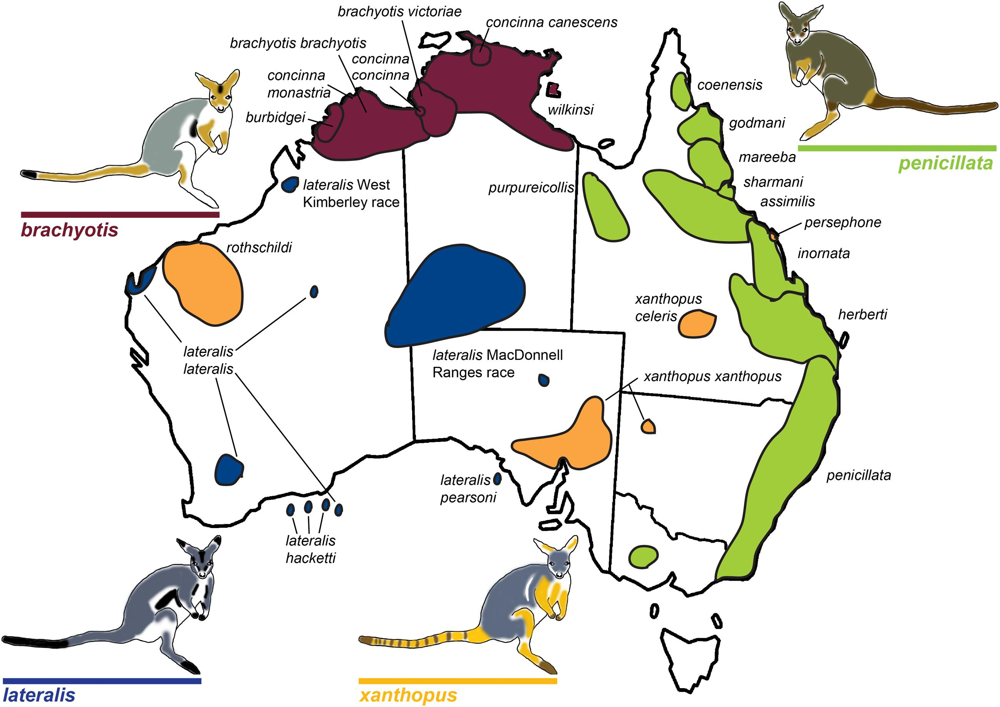 brachyotis victoriae
concinna canescens
brachyotis brachyotis
concinna
concinna
concinna
monastria
burbidgei
wilkinsi
coenensis
godmani
mareeba
penicillata
sharmani
assimilis
lateralis West
Kimberley race
purpureicollis
persephone
brachyotis
rothschildi
inornata
xanthopus
celeris
herberti
lateralis
lateralis
lateralis MacDonnell
Ranges race
xanthopus xanthopus
lateralis
pearsoni
penicillata
lateralis
hacketti
lateralis
xanthopus